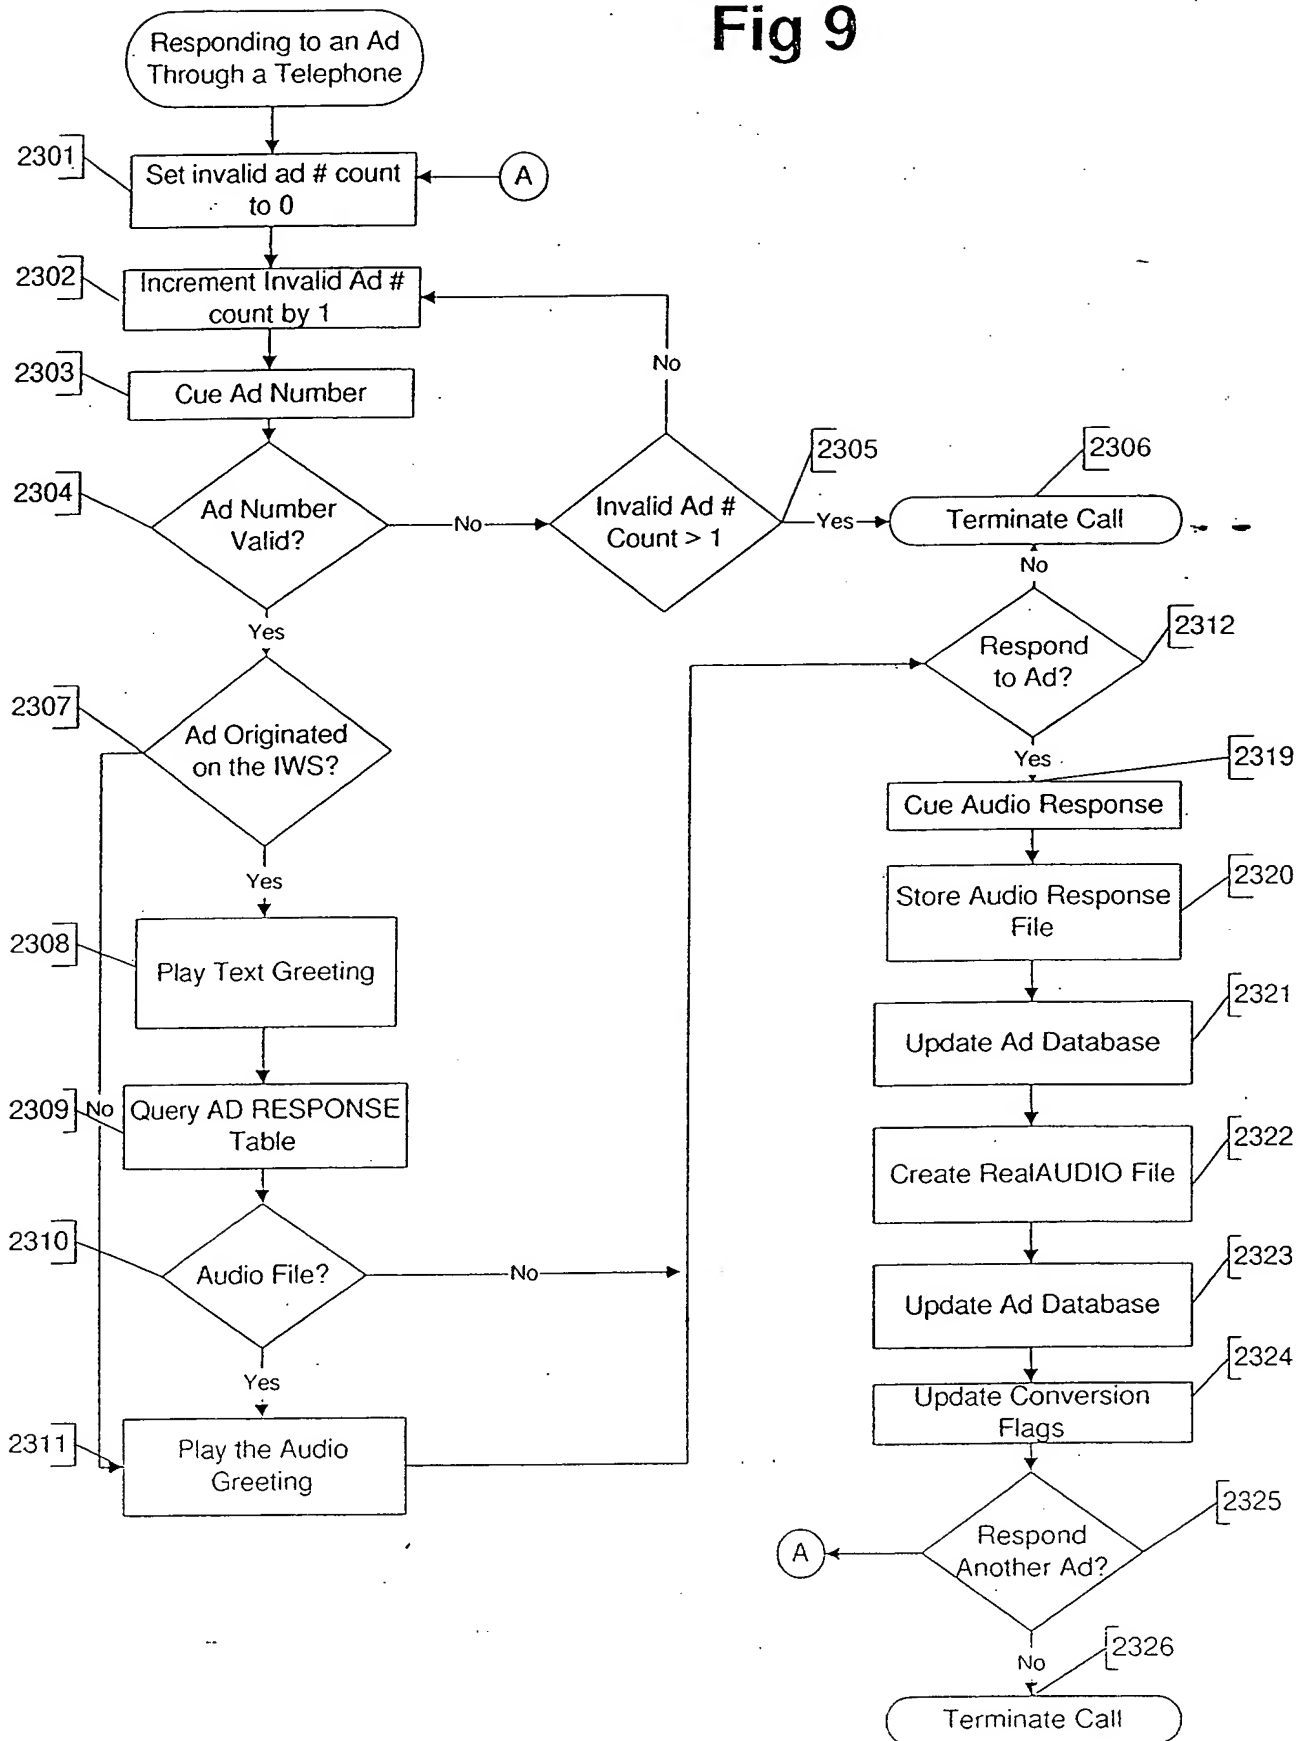 Fig 9
Responding to an Ad
Through a Telephone
2301
Set invalid ad # count
to 0
A
2302
Increment Invalid Ad #
count by 1
No
2303
Cue Ad Number
2304
Ad Number
Valid?
No
2305
Invalid Ad #
Count > 1
Yes
2306
Terminate Call
No
Yes
2312
Respond
to Ad?
2307
Ad Originated
on the IWS?
Yes
2319
Cue Audio Response
Yes
2320
Store Audio Response
File
2308
Play Text Greeting
2321
Update Ad Database
2309
No
Query AD RESPONSE
Table
2322
Create RealAUDIO File
2310
Audio File?
No
2323
Update Ad Database
Yes
2324
Update Conversion
Flags
2311
Play the Audio
Greeting
2325
Respond
Another Ad?
A
No
2326
Terminate Call